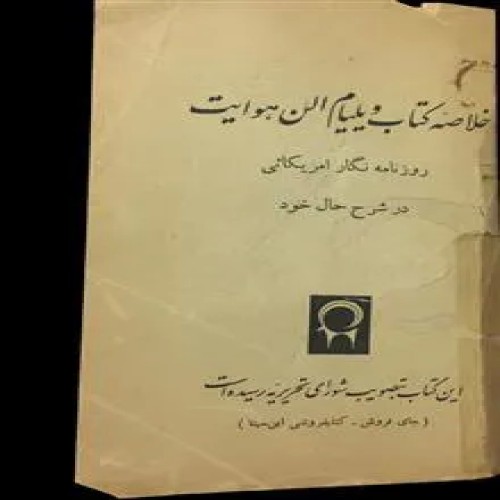 خلاصه کتاب ویلیام الن هوایت
روزنامه نگار امریکائی
در شرح حال خود
این کتاب بتصویب شورای تحریریه رسیده است
( جای فروش - کتابفروشی ابن سینا )